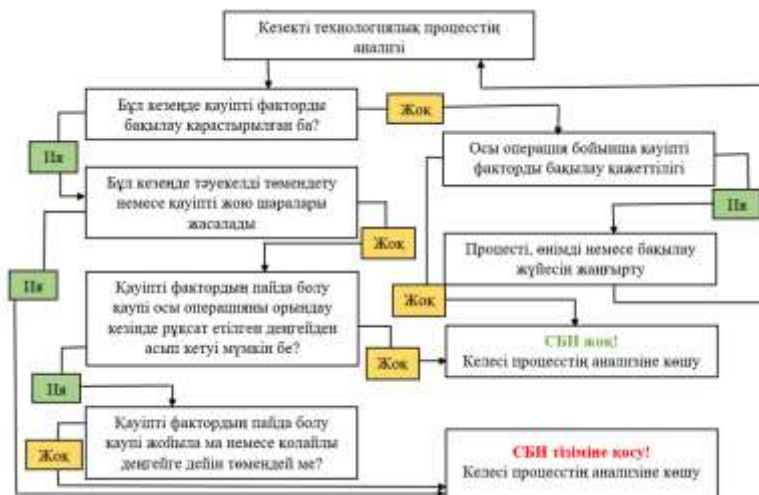 Кезекті технологиялық процесстің
анализі
Бұл кезеңде қауіпті факторды
бақылау қарастырылған ба?
Жоқ
Ия
Осы операция бойынша қауіпті
факторды бақылау қажеттілігі
Бұл кезеңде тәуекелді төмендету
немесе қауіпті жою шаралары
жасалады
Ия
Жоқ
Процесті, өнімді немесе бақылау
жүйесін жаңғырту
Ия
Қауіпті фактордың пайда болу
қаупі осы операцияны орындау
кезінде рұқсат етілген деңгейден
асып кетуі мүмкін бе?
Жоқ
СБН жоқ!
Келесі процесстің анализіне көшу
Жоқ
Ия
Қауіпті фактордың пайда болу
қаупі жойыла ма немесе қолайлы
деңгейге дейін төмендей ме?
Жоқ
СБН тізіміне қосу!
Келесі процесстің анализіне көшу